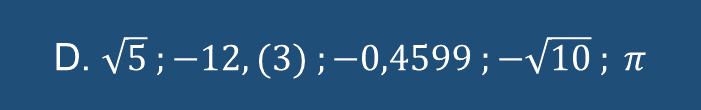 D. √5 ; −12, (3) ; −0,4599 ; −√10 ; π